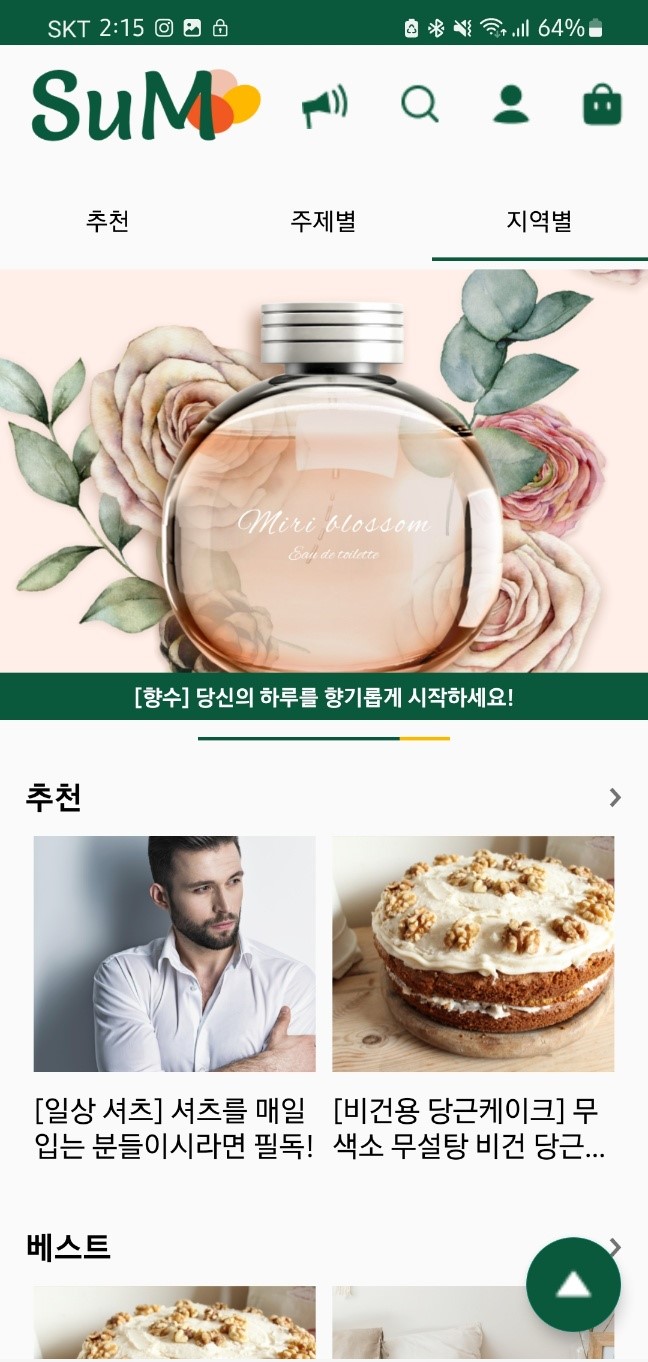 SKT 2:15 64%
SuM
추천 주제별 지역별
Miri blossom
Eau de toilette
[향수] 당신의 하루를 향기롭게 시작하세요!
추천
[일상 셔츠] 셔츠를 매일
입는 분들이시라면 필독!
[비건용 당근케이크] 무
색소 무설탕 비건 당근...
베스트